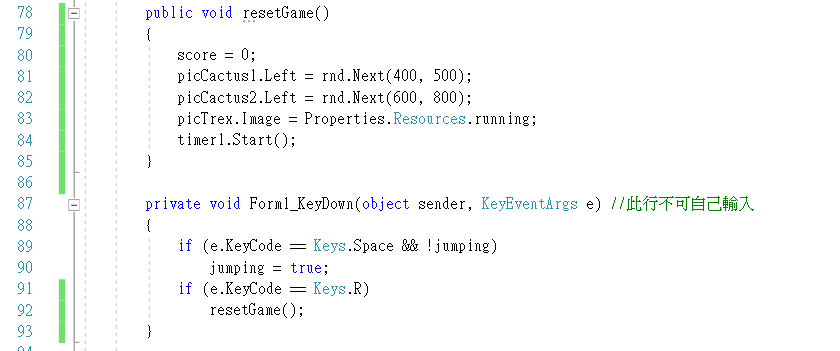 78 public void resetGame()
79 {
80 score = 0;
81 picCactus1.Left = rnd.Next(400, 500);
82 picCactus2.Left = rnd.Next(600, 800);
83 picTrex.Image = Properties.Resources.running;
84 timer1.Start();
85 }
86
87 private void Form1_KeyDown(object sender, KeyEventArgs e) //此行不可自己輸入
88 {
89 if (e.KeyCode == Keys.Space && !jumping)
90 jumping = true;
91 if (e.KeyCode == Keys.R)
92 resetGame();
93 }